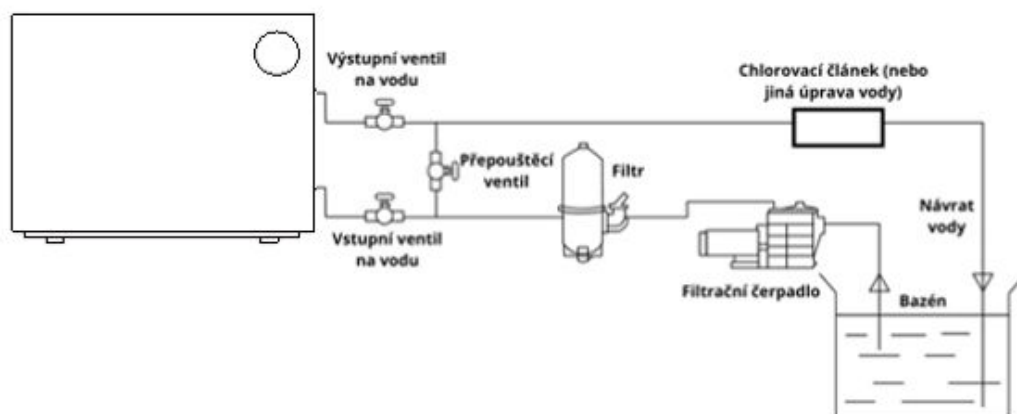 Výstupní ventil
na vodu
Chlorovací článek (nebo
jiná úprava vody)
Přepouštěcí
ventil
Filtr
Vstupní ventil
na vodu
Návrat
vody
Filtrační čerpadlo
Bazén